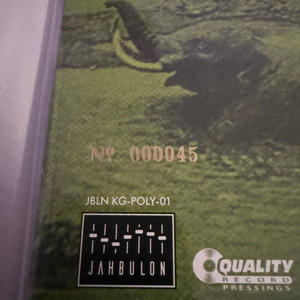 Nº 000045
JBLN KG-POLY-01
JAHBULON
QUALITY
RECORD
PRESSINGS